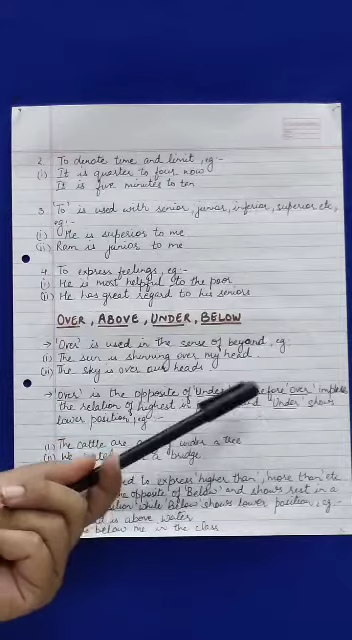 2. To denote time and limit, eg:-
(i) It is quarter to four now
It is five minutes to ten
3. 'To' is used with senior, junior, inferior, superior etc,
eg:-
(i) He is superior to me
(ii) Ram is junior to me
4. To express feelings, eg:-
(i) He is most helpful to the poor
(ii) He has great regard to his seniors
OVER, ABOVE, UNDER, BELOW
→ 'Over' is used in the sense of beyond, eg:
(i) The sun is shinning over my head.
(ii) The sky is over our heads
→ 'Over' is the opposite of 'Under' 'over'
the relation of highest in 'Under' shows
lower position, eg:-
(i) The cattle are under a tree
(ii) We a bridge
used to express 'higher than', 'more than' etc
opposite of 'Below' and shows rest in a
while 'Below' shows lower position, eg:-
is above water
below me in the class